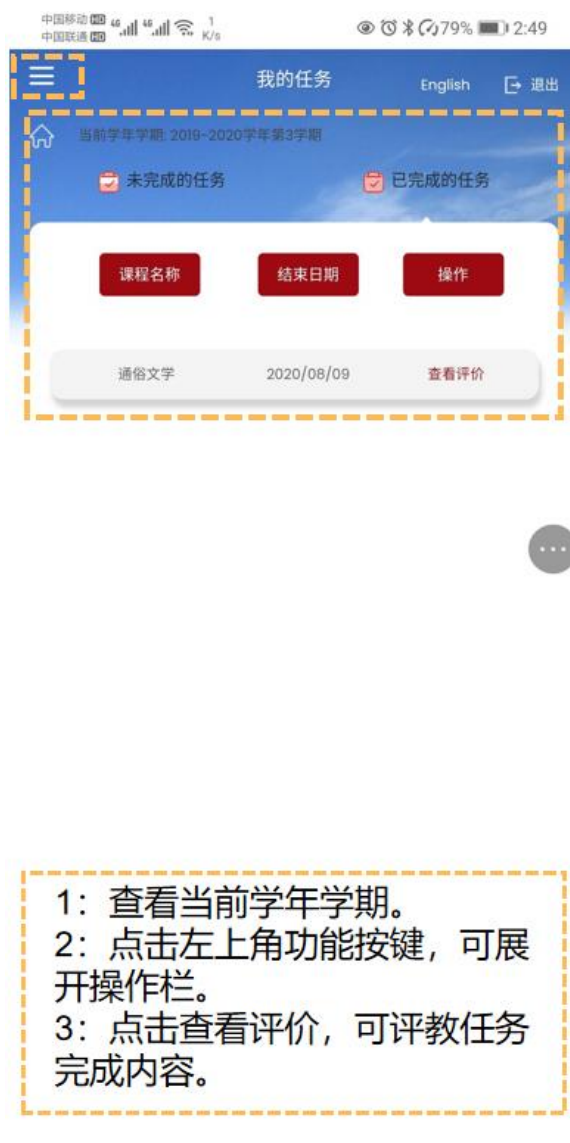 中国移动 HD 4G 4G 1 K/s 79% 2:49
中国联通 HD
我的任务 English 退出
当前学年学期: 2019-2020学年第3学期
未完成的任务 已完成的任务
课程名称 结束日期 操作
通俗文学 2020/08/09 查看评价
1：查看当前学年学期。
2：点击左上角功能按键，可展
开操作栏。
3：点击查看评价，可评教任务
完成内容。